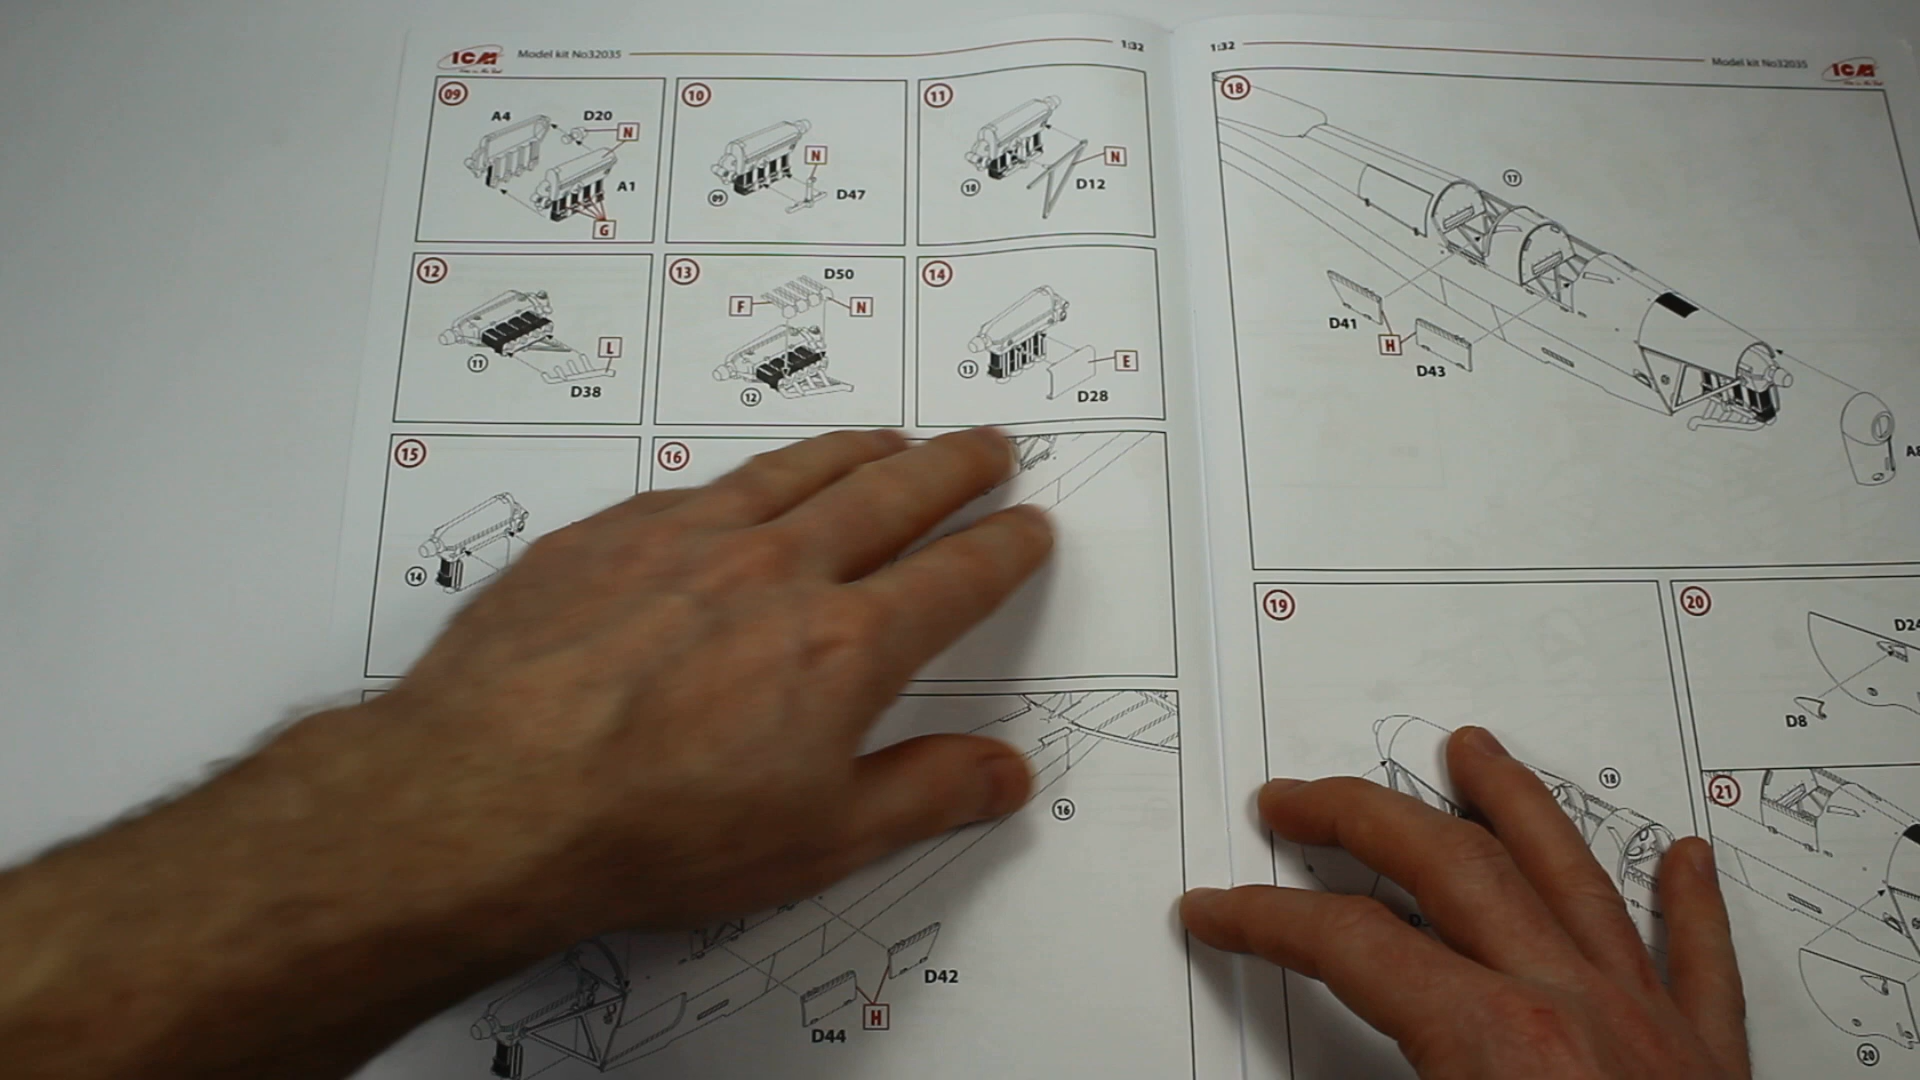 ICM Model kit No32035 1:32
09
A4
D20
N
A1
G
10
N
09
D47
11
N
10
D12
12
L
11
D38
13
D50
F
N
12
14
13
E
D28
15
14
16
16
D42
D44
H
1:32 Model kit No32035 ICM
18
17
D41
H
D43
19
18
20
D24
D8
21
20